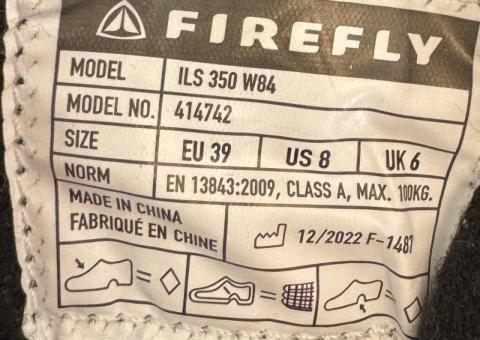 FIREFLY
MODEL ILS 350 W84
MODEL NO. 414742
SIZE EU 39 US 8 UK 6
NORM EN 13843:2009, CLASS A, MAX. 100KG.
MADE IN CHINA
FABRIQUÉ EN CHINE
12/2022 F-1487